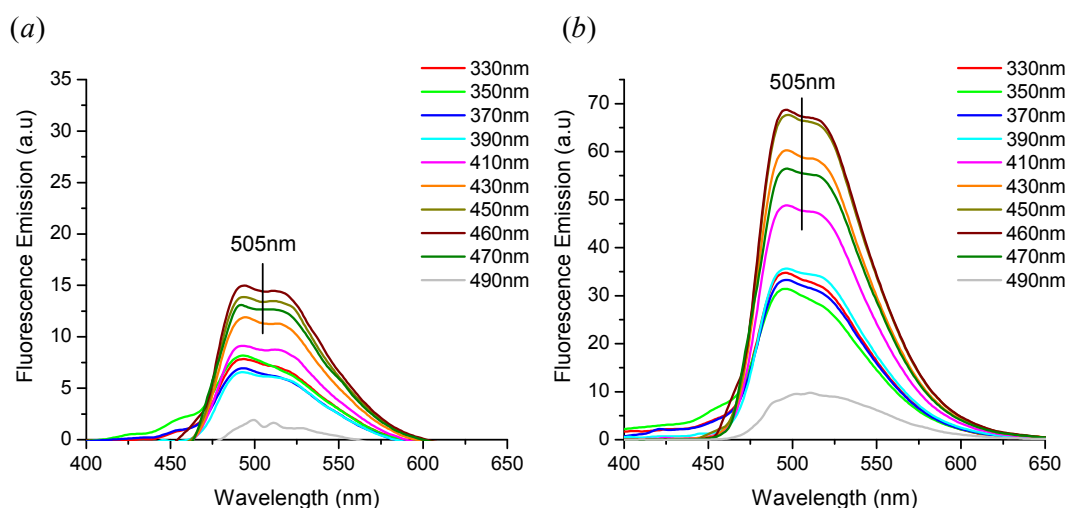 (a)
505nm
330nm
350nm
370nm
390nm
410nm
430nm
450nm
460nm
470nm
490nm
Fluorescence Emission (a.u)
35
30
25
20
15
10
5
0
400 450 500 550 600 650
Wavelength (nm)
(b)
505nm
330nm
350nm
370nm
390nm
410nm
430nm
450nm
460nm
470nm
490nm
Fluorescence Emission (a.u)
70
60
50
40
30
20
10
0
400 450 500 550 600 650
Wavelength (nm)